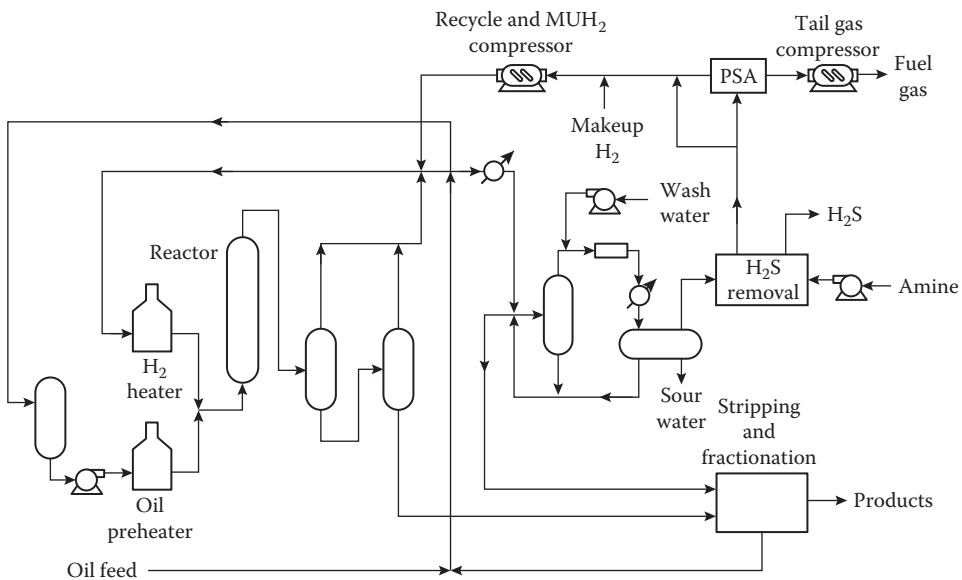 Recycle and MUH₂
compressor
Tail gas
compressor
Fuel
gas
PSA
Makeup
H₂
Wash
water
H₂S
Reactor
H₂S
removal
Amine
H₂
heater
Sour
water
Stripping
and
fractionation
Products
Oil
preheater
Oil feed